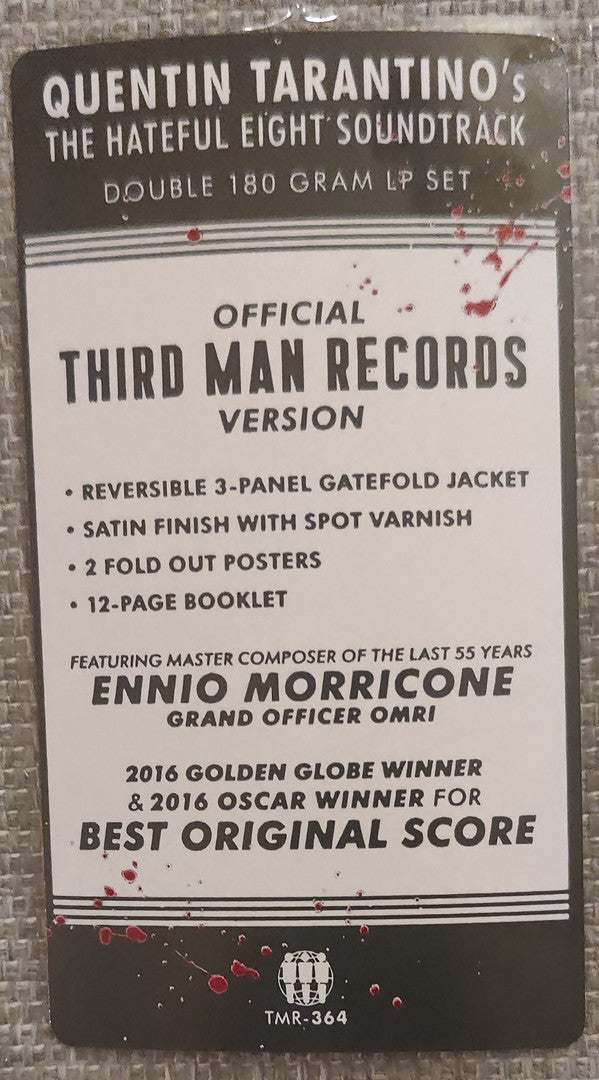 QUENTIN TARANTINO's
THE HATEFUL EIGHT SOUNDTRACK
DOUBLE 180 GRAM LP SET
OFFICIAL
THIRD MAN RECORDS
VERSION
• REVERSIBLE 3-PANEL GATEFOLD JACKET
• SATIN FINISH WITH SPOT VARNISH
• 2 FOLD OUT POSTERS
• 12-PAGE BOOKLET
FEATURING MASTER COMPOSER OF THE LAST 55 YEARS
ENNIO MORRICONE
GRAND OFFICER OMRI
2016 GOLDEN GLOBE WINNER
& 2016 OSCAR WINNER FOR
BEST ORIGINAL SCORE
TMR-364